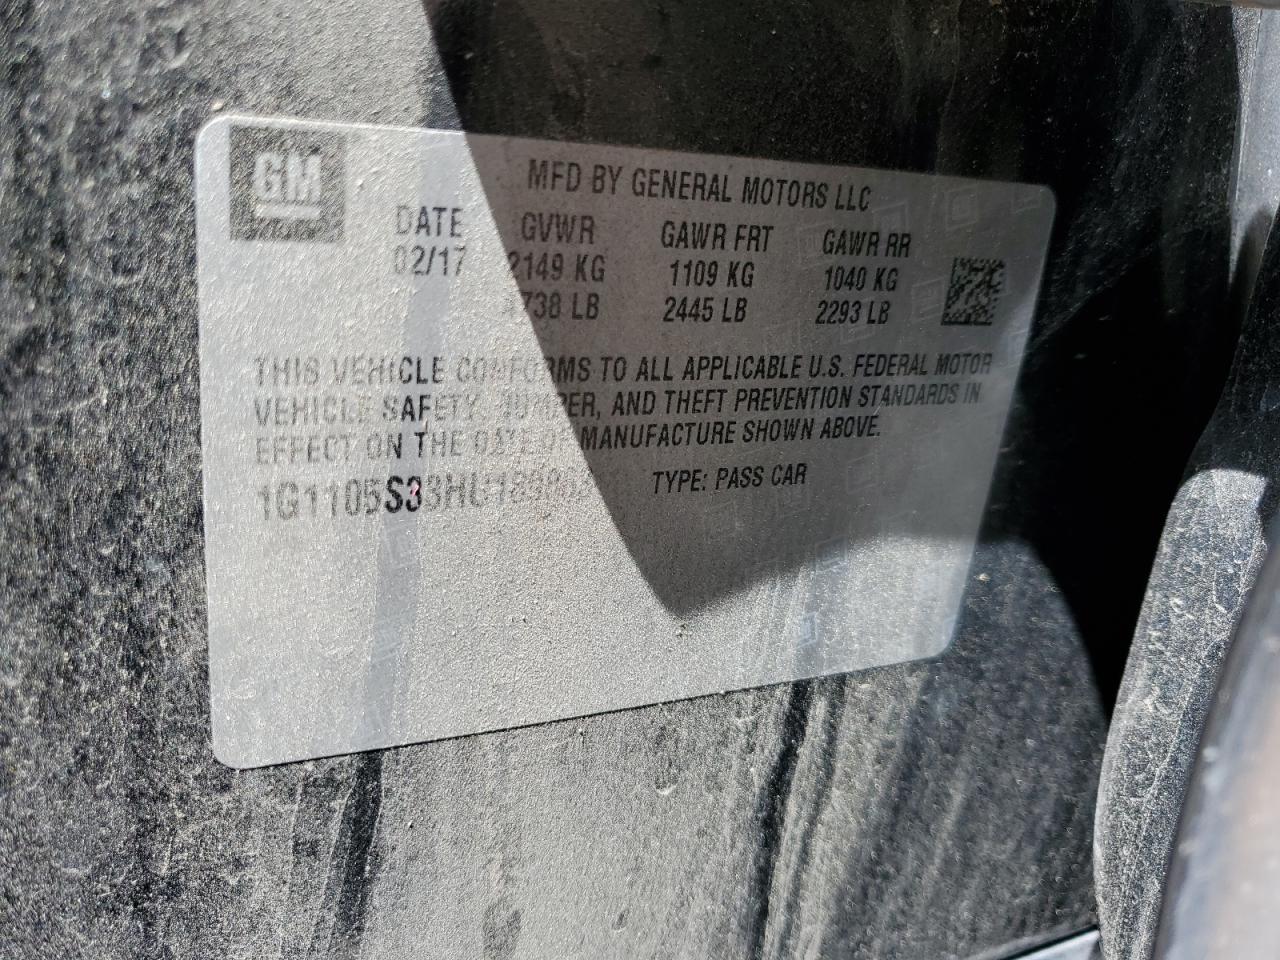 GM
MFD BY GENERAL MOTORS LLC
DATE GVWR GAWR FRT GAWR RR
02/17 2149 KG 1109 KG 1040 KG
2445 LB 2293 LB
THIS VEHICLE CONFORMS TO ALL APPLICABLE U.S. FEDERAL MOTOR
VEHICLE SAFETY, BUMPER, AND THEFT PREVENTION STANDARDS IN
EFFECT ON THE DATE OF MANUFACTURE SHOWN ABOVE.
TYPE: PASS CAR